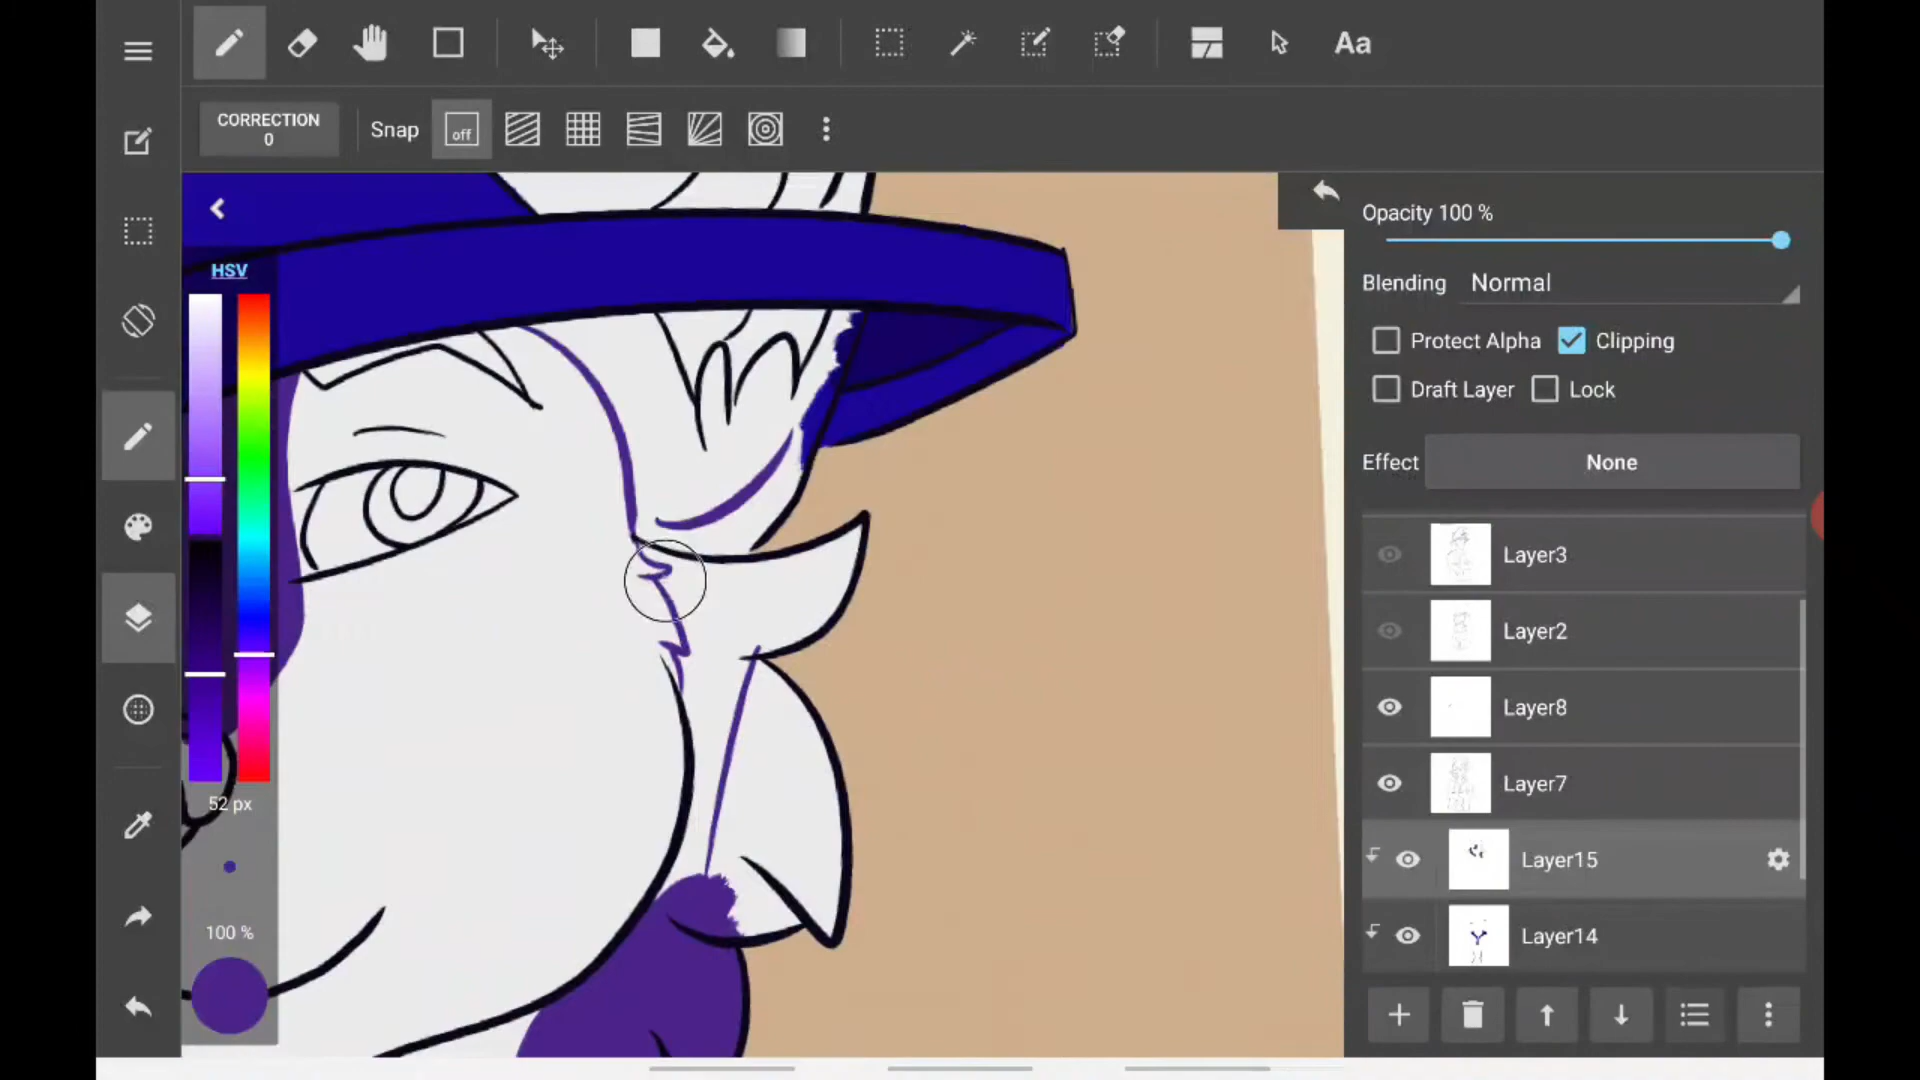 Aa
CORRECTION
0
Snap
off
HSV
52 px
100 %
Opacity 100 %
Blending Normal
Protect Alpha Clipping
Draft Layer Lock
Effect None
Layer3
Layer2
Layer8
Layer7
Layer15
Layer14